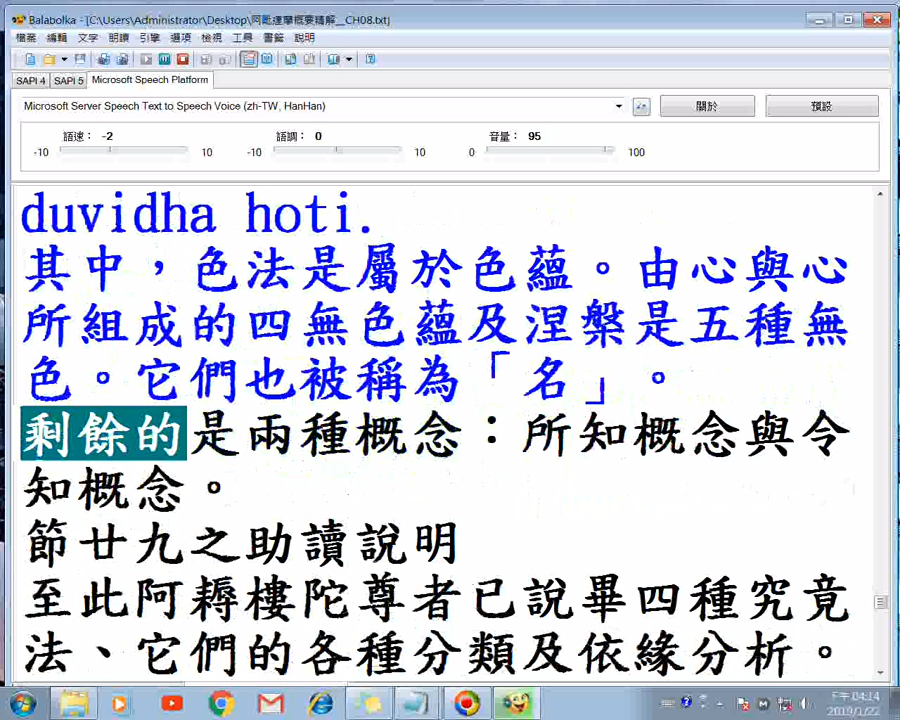 Balabolka - [C:\Users\Administrator\Desktop\阿毗達摩概要精解__CH08.txt]
檔案 編輯 文字 朗讀 引擎 選項 檢視 工具 書籤 說明
SAPI 4 SAPI 5 Microsoft Speech Platform
Microsoft Server Speech Text to Speech Voice (zh-TW, HanHan) 關於 預設
語速： -2 語調： 0 音量： 95
-10 10 -10 10 0 100
duvidha hoti.
其中，色法是屬於色蘊。由心與心
所組成的四無色蘊及涅槃是五種無
色。它們也被稱為「名」。
剩餘的是兩種概念：所知概念與令
知概念。
節廿九之助讀說明
至此阿耨樓陀尊者已說畢四種究竟
法、它們的各種分類及依緣分析。
下午 04:14
2019/1/22